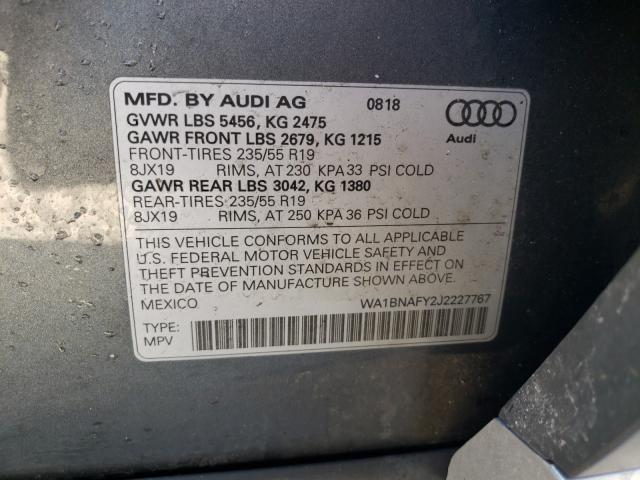 MFD. BY AUDI AG 0818
GVWR LBS 5456, KG 2475
GAWR FRONT LBS 2679, KG 1215
Audi
FRONT-TIRES 235/55 R19
8JX19 RIMS, AT 230 KPA 33 PSI COLD
GAWR REAR LBS 3042, KG 1380
REAR-TIRES 235/55 R19
8JX19 RIMS, AT 250 KPA 36 PSI COLD
THIS VEHICLE CONFORMS TO ALL APPLICABLE
U.S. FEDERAL MOTOR VEHICLE SAFETY AND
THEFT PREVENTION STANDARDS IN EFFECT ON
THE DATE OF MANUFACTURE SHOWN ABOVE.
MEXICO WA1BNAFY2J2227767
TYPE:
MPV